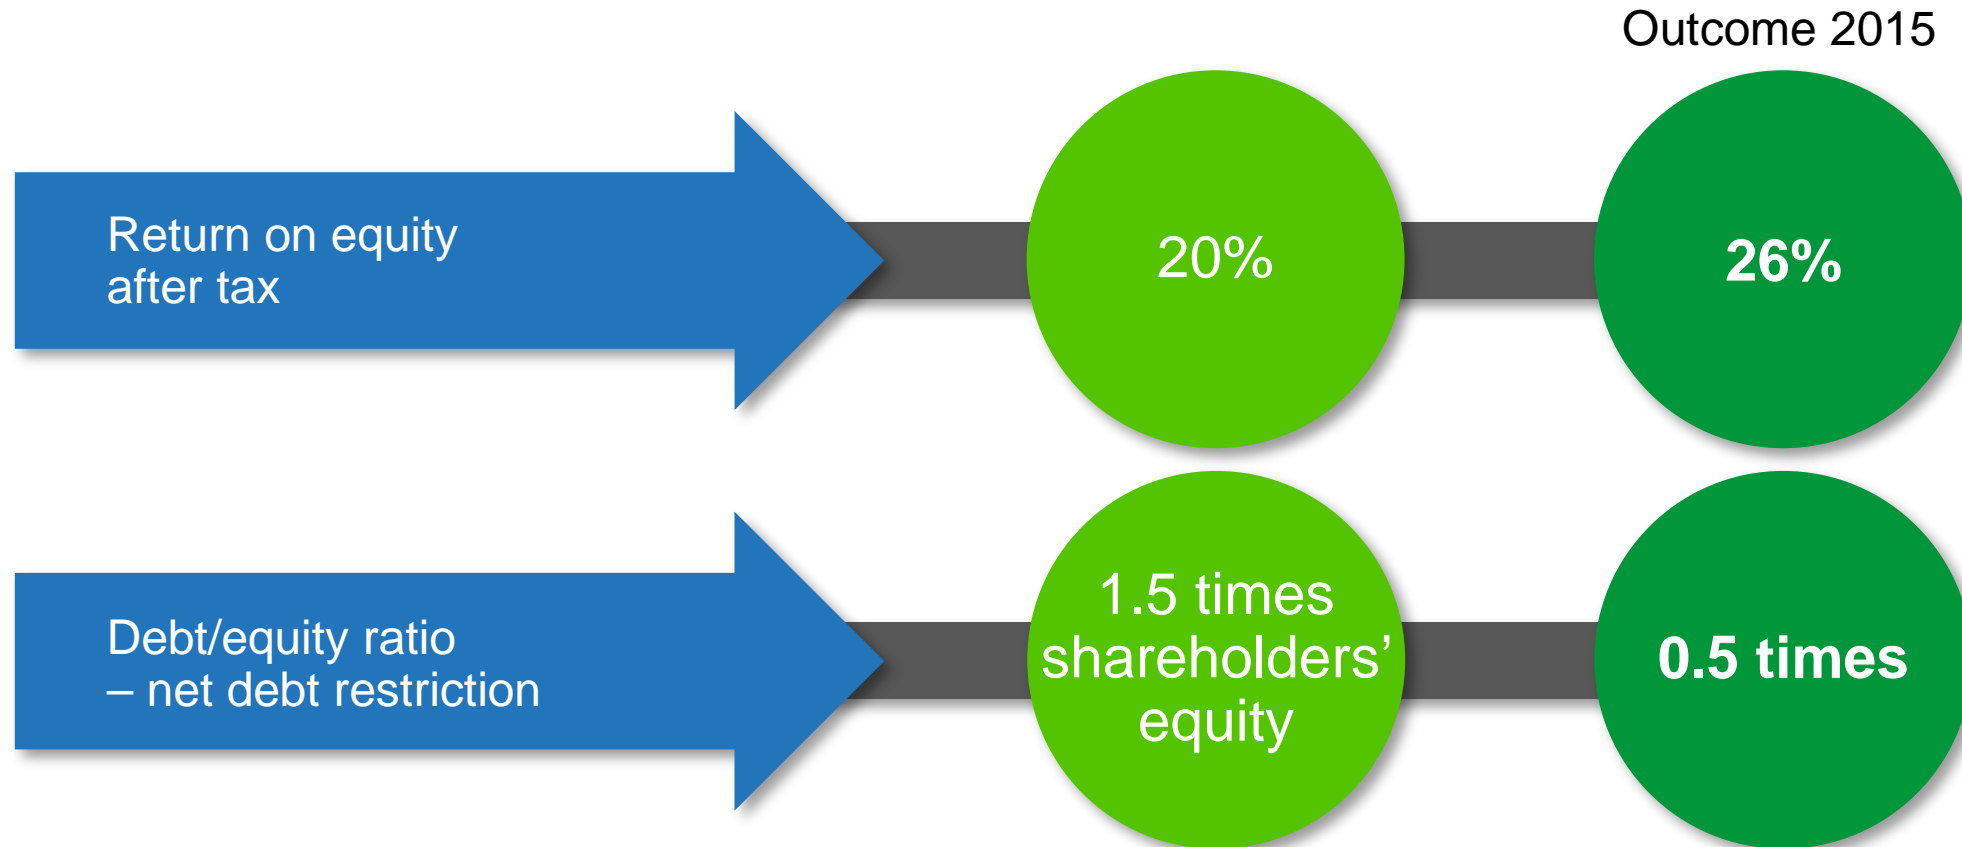 Outcome 2015
Return on equity
after tax
20%
26%
Debt/equity ratio
– net debt restriction
1.5 times
shareholders’
equity
0.5 times